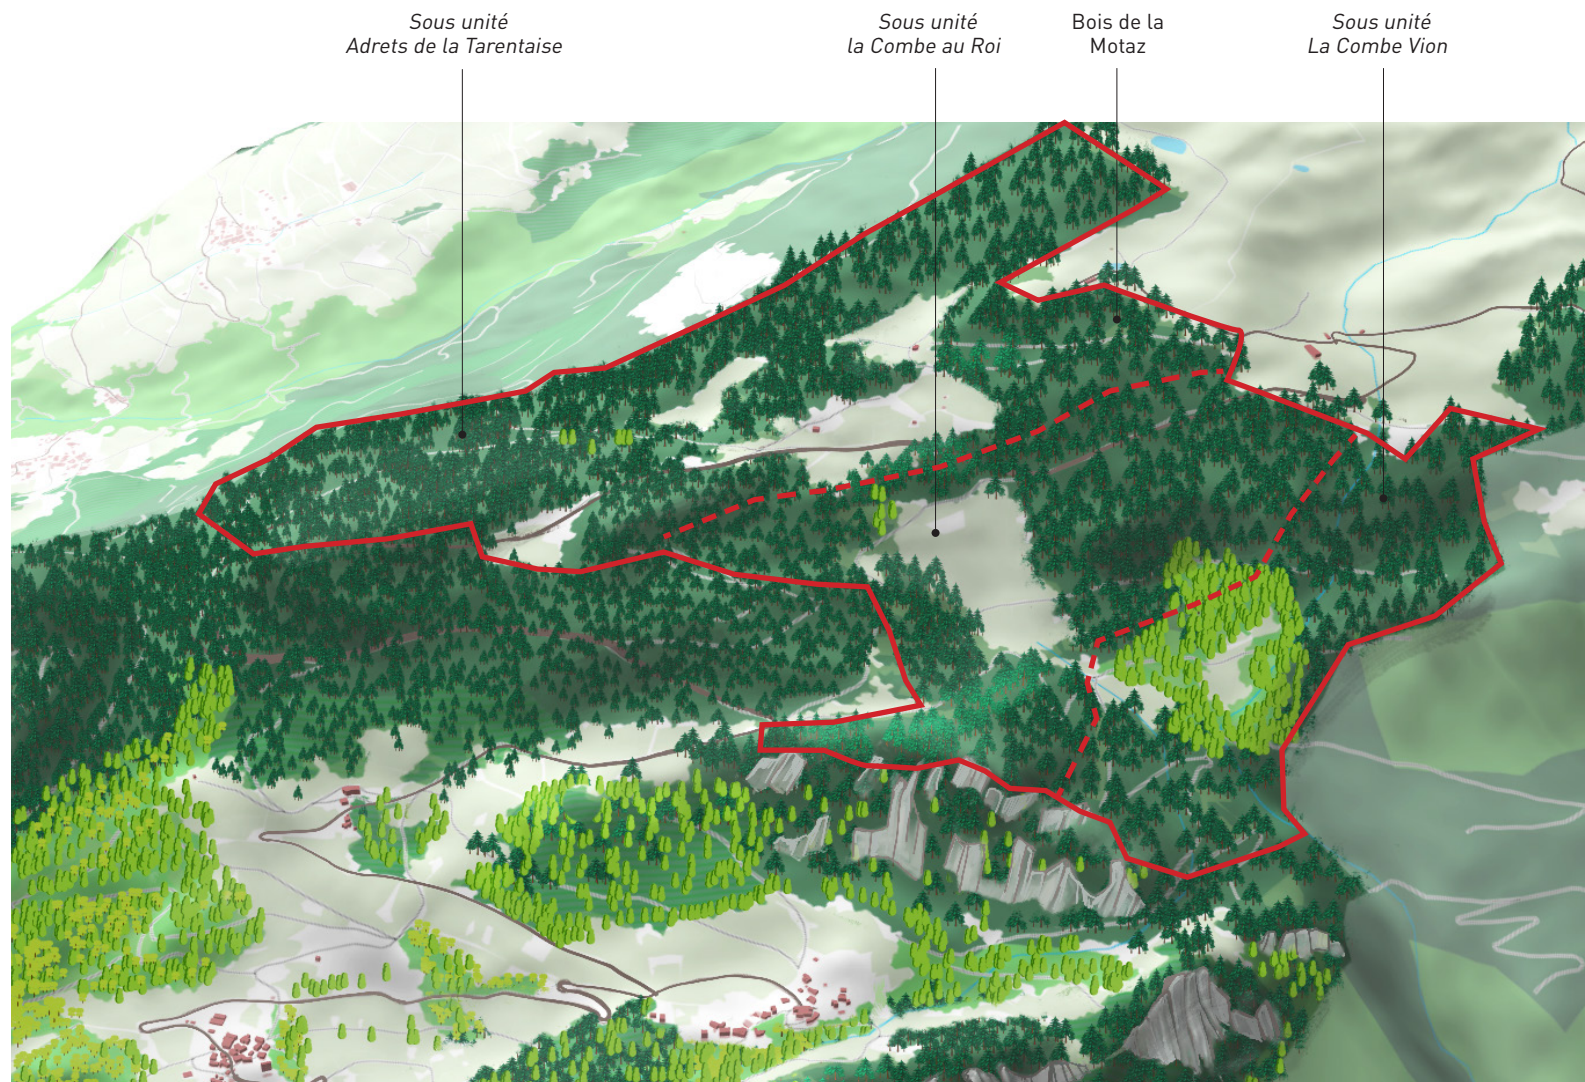 Sous unité
Adrets de la Tarentaise
Sous unité
la Combe au Roi
Bois de la
Motaz
Sous unité
La Combe Vion